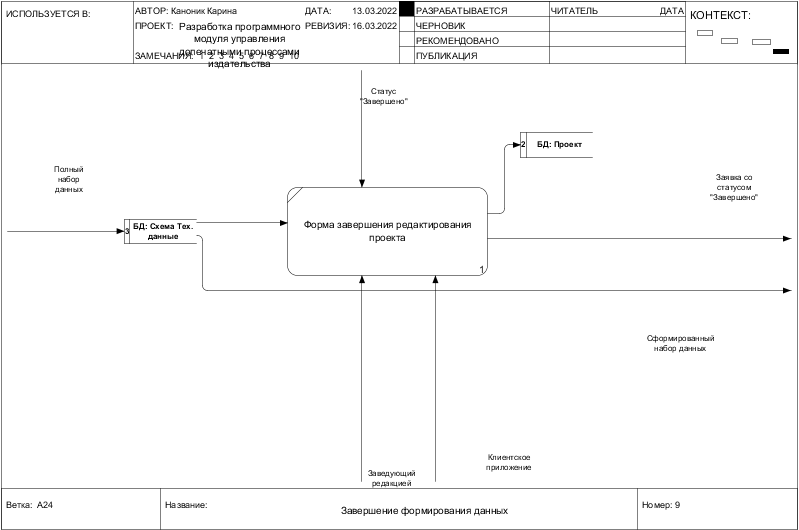 ИСПОЛЬЗУЕТСЯ В:
АВТОР: Каноник Карина
ДАТА: 13.03.2022
ПРОЕКТ: Разработка программного
модуля управления
допечатными процессами
издательства
РЕВИЗИЯ: 16.03.2022
ЗАМЕЧАНИЯ: 1 2 3 4 5 6 7 8 9 10
РАЗРАБАТЫВАЕТСЯ
ЧЕРНОВИК
РЕКОМЕНДОВАНО
ПУБЛИКАЦИЯ
ЧИТАТЕЛЬ ДАТА
КОНТЕКСТ:
Статус
"Завершено"
2 БД: Проект
Полный
набор
данных
Заявка со
статусом
"Завершено"
3 БД: Схема Тех.
данные
Форма завершения редактирования
проекта
1
Сформированный
набор данных
Клиентское
приложение
Заведующий
редакцией
Ветка: A24
Название:
Завершение формирования данных
Номер: 9